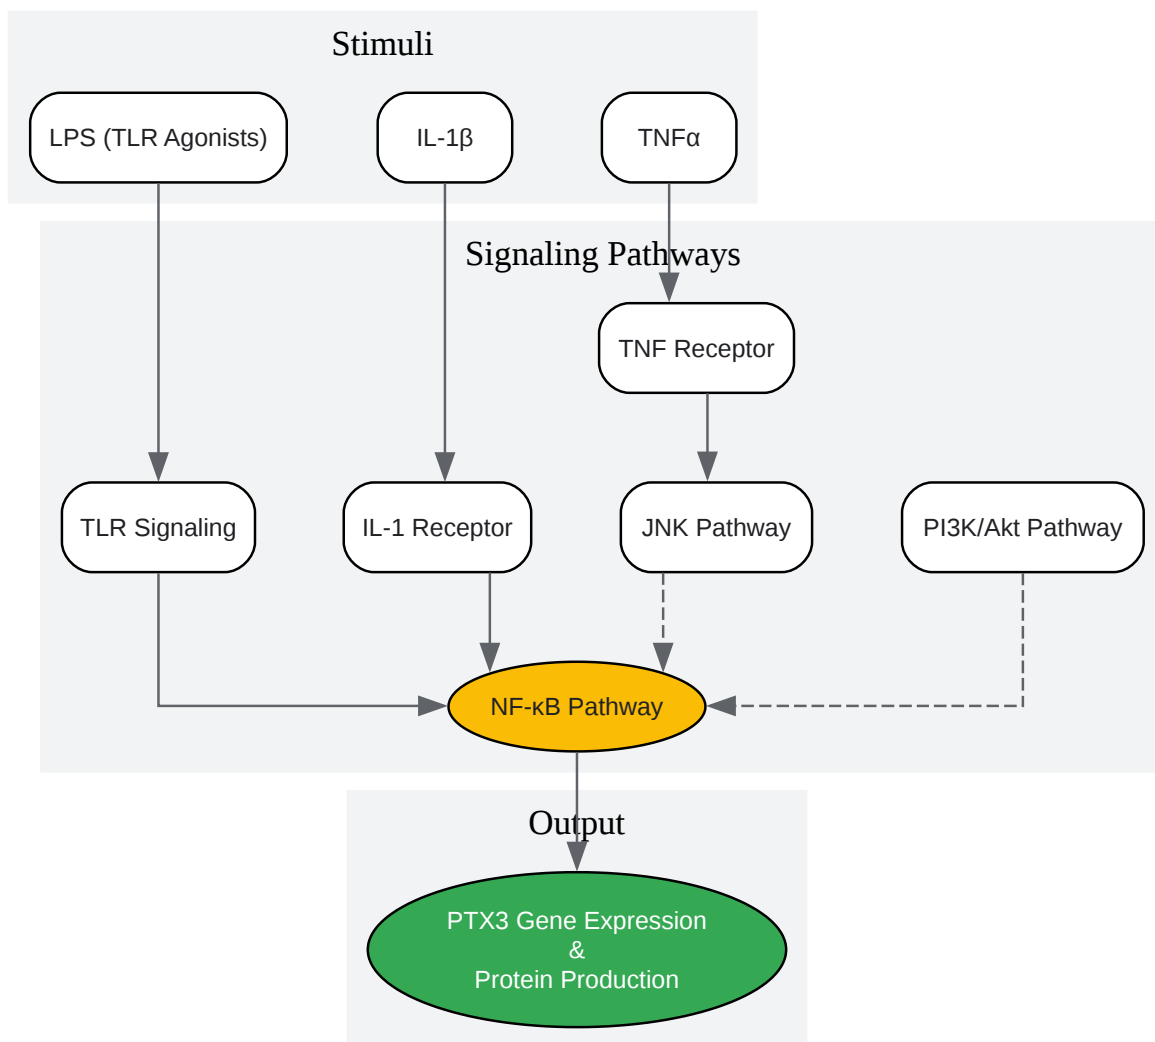 Stimuli
LPS (TLR Agonists)
IL-1β
TNFα
Signaling Pathways
TNF Receptor
TLR Signaling
IL-1 Receptor
JNK Pathway
PI3K/Akt Pathway
NF-κB Pathway
Output
PTX3 Gene Expression
&
Protein Production